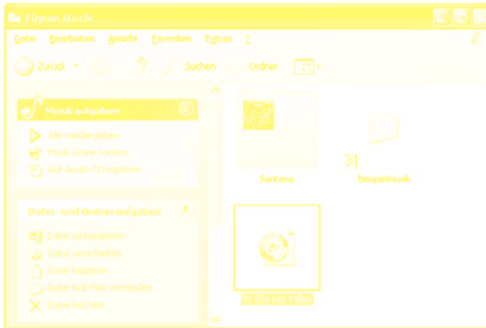 Eigene Musik
Datei Bearbeiten Ansicht Favoriten Extras ?
Zurück Suchen Ordner
Musikaufgaben
Alle wiedergeben
Musik online kaufen
Auf Audio-CD kopieren
Santana
Beispielmusik
Datei- und Ordneraufgaben
Datei umbenennen
Datei verschieben
Datei kopieren
Datei in E-Mail versenden
Datei löschen